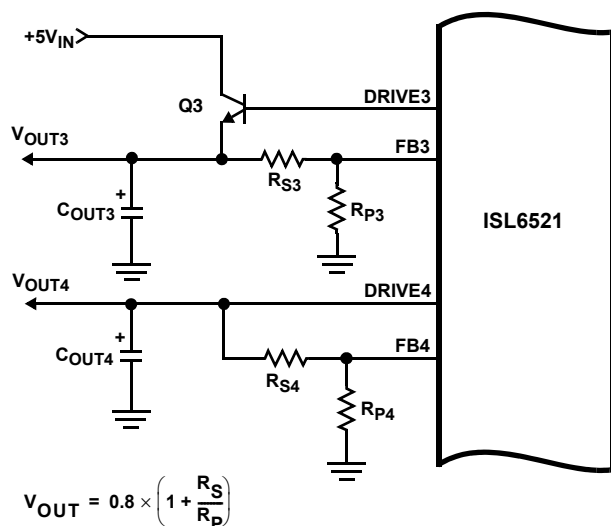 +5VIN
DRIVE3
Q3
VOUT3
FB3
RS3
COUT3
+
RP3
ISL6521
VOUT4
DRIVE4
COUT4
+
FB4
RS4
RP4
VOUT = 0.8 × (1 + RS/RP)